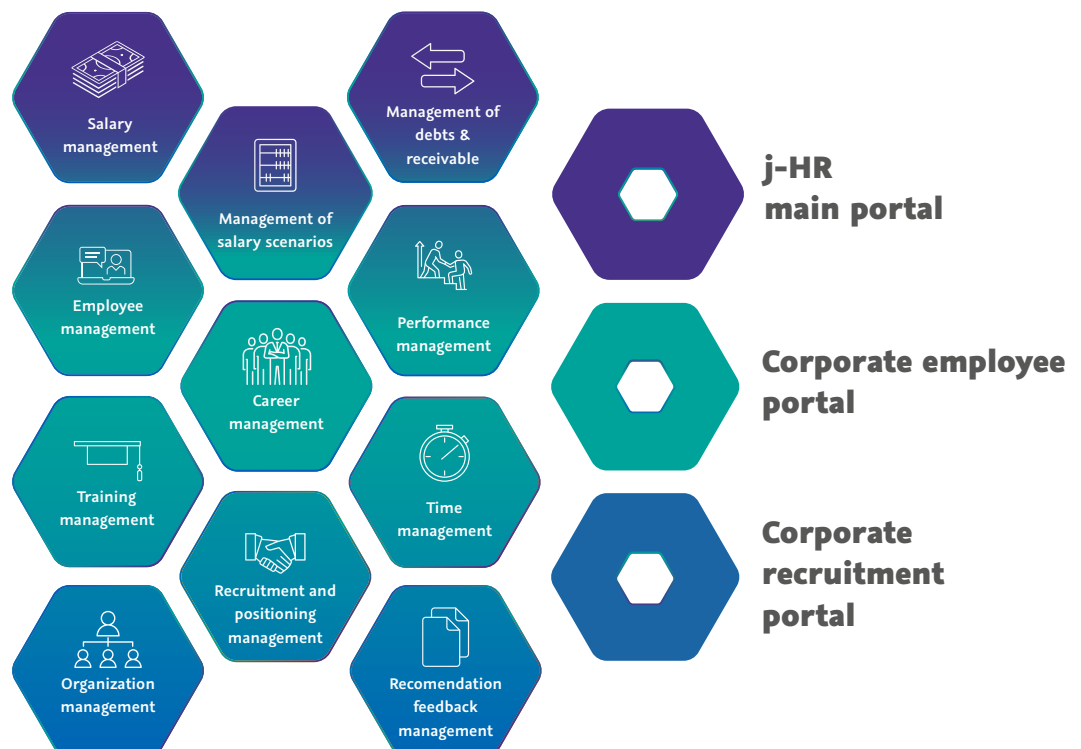 Salary
management
Management of
debts &
receivable
Management of
salary scenarios
Employee
management
Performance
management
Career
management
Training
management
Time
management
Recruitment and
positioning
management
Organization
management
Recomendation
feedback
management
j-HR
main portal
Corporate employee
portal
Corporate
recruitment
portal